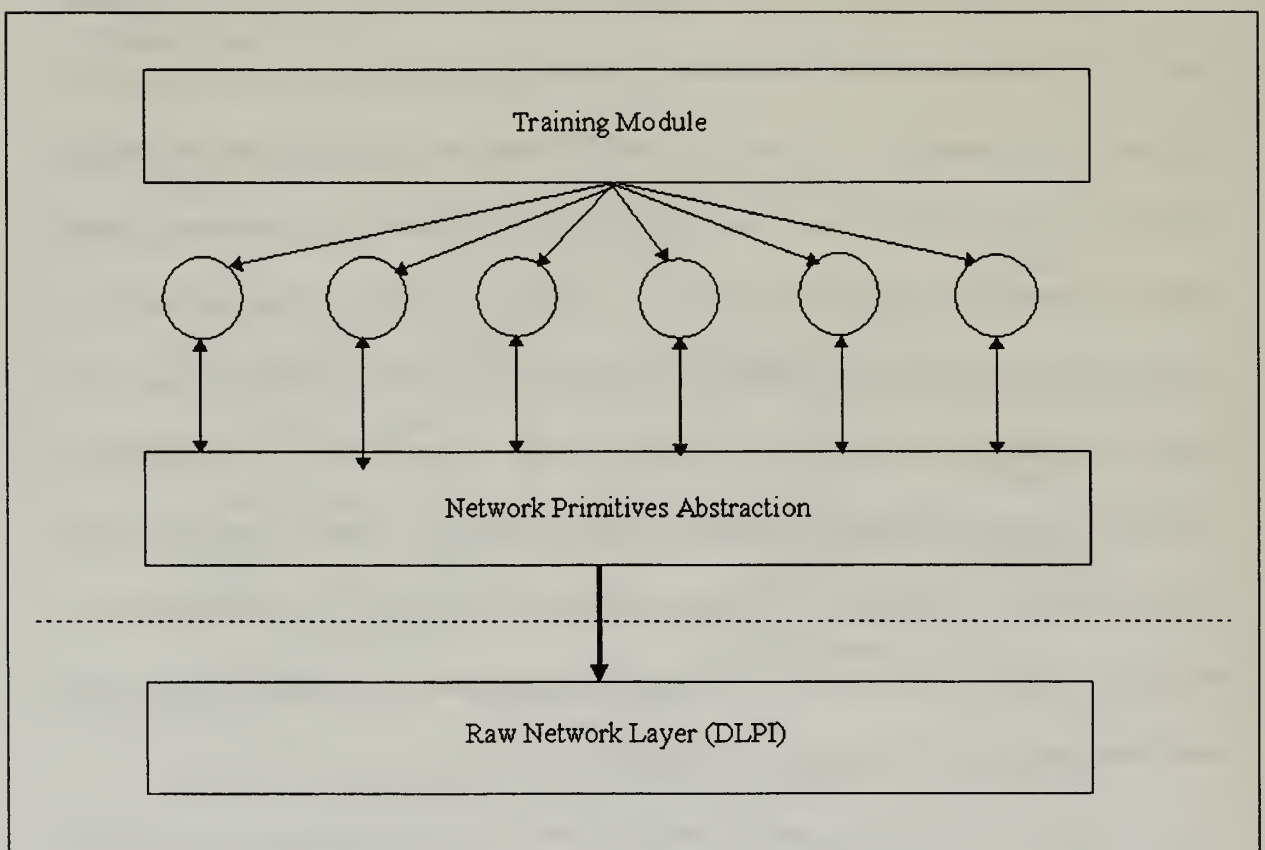 Training Module
Network Primitives Abstraction
Raw Network Layer (DLPI)